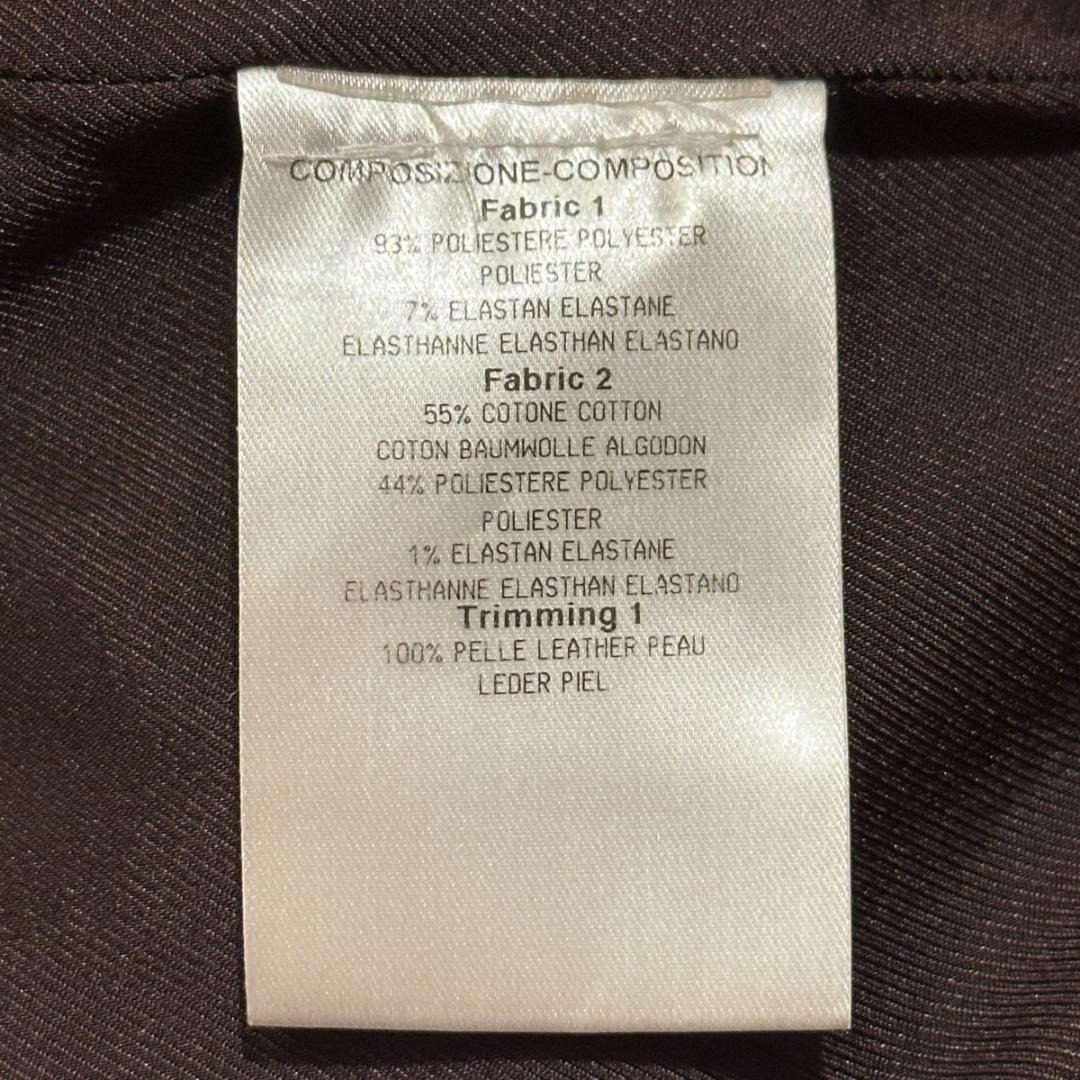 COMPOSIZIONE-COMPOSITION
Fabric 1
93% POLIESTERE POLYESTER
POLIESTER
7% ELASTAN ELASTANE
ELASTHANNE ELASTHAN ELASTANO
Fabric 2
55% COTONE COTTON
COTON BAUMWOLLE ALGODON
44% POLIESTERE POLYESTER
POLIESTER
1% ELASTAN ELASTANE
ELASTHANNE ELASTHAN ELASTANO
Trimming 1
100% PELLE LEATHER PEAU
LEDER PIEL